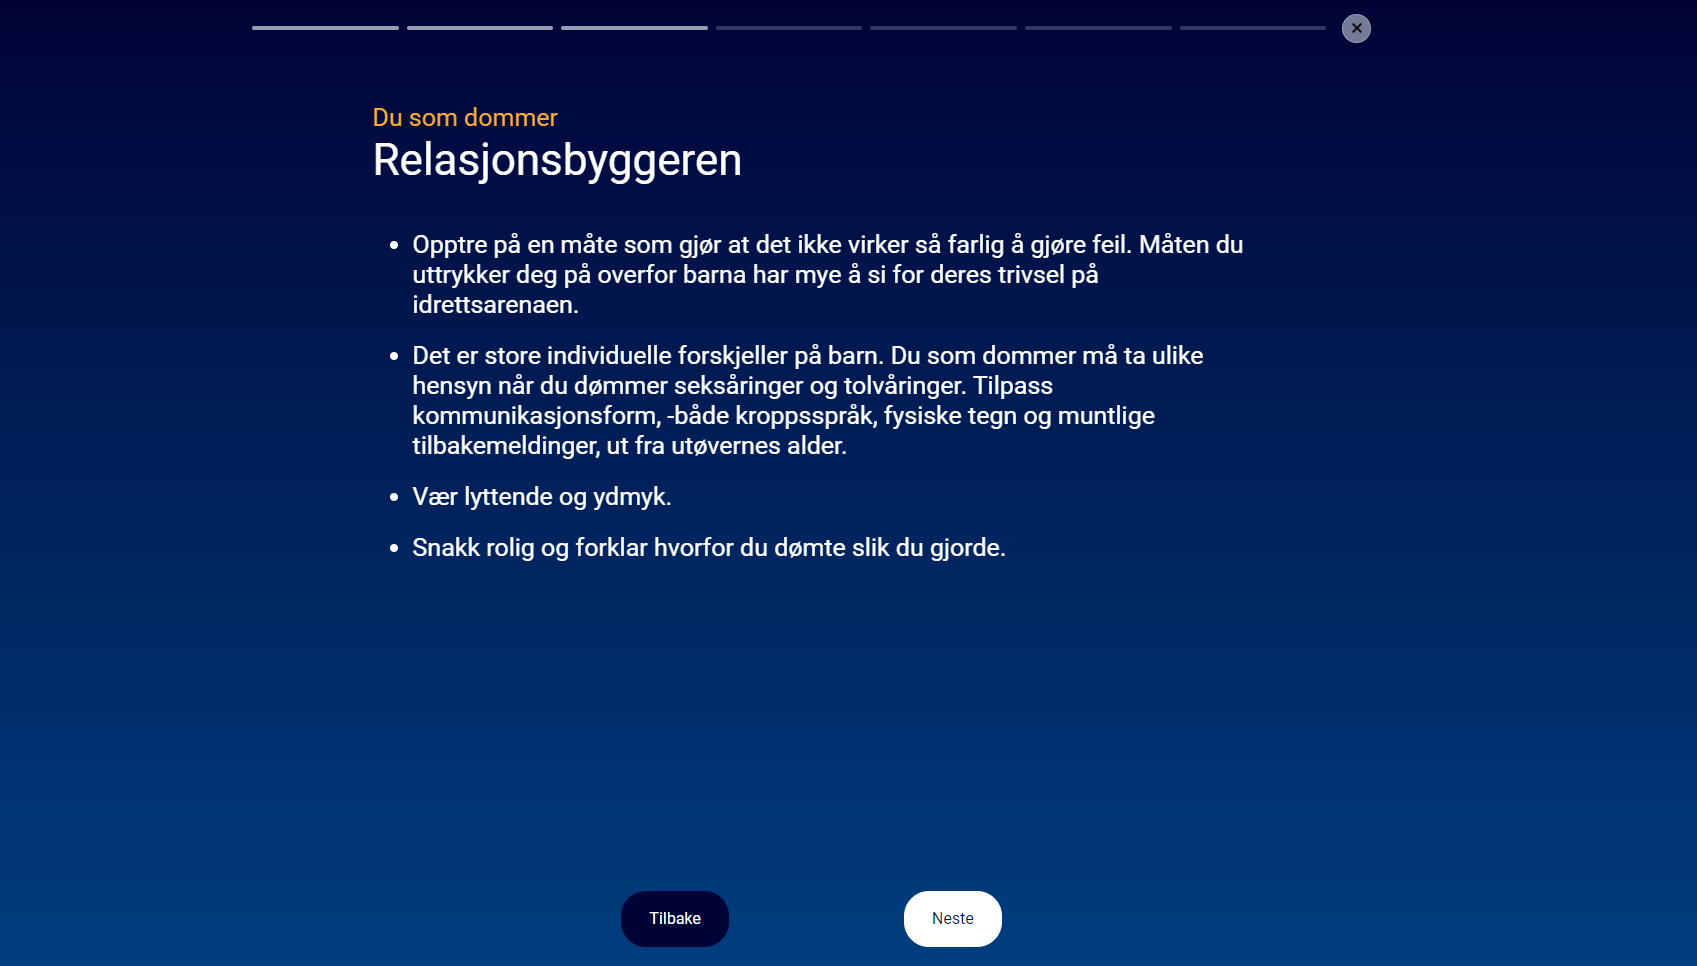 Du som dommer
Relasjonsbyggeren
• Opptre på en måte som gjør at det ikke virker så farlig å gjøre feil. Måten du
uttrykker deg på overfor barna har mye å si for deres trivsel på
idrettsarenaen.
• Det er store individuelle forskjeller på barn. Du som dommer må ta ulike
hensyn når du dømmer seksåringer og tolvåringer. Tilpass
kommunikasjonsform, -både kroppsspråk, fysiske tegn og muntlige
tilbakemeldinger, ut fra utøvernes alder.
• Vær lyttende og ydmyk.
• Snakk rolig og forklar hvorfor du dømte slik du gjorde.
Tilbake
Neste